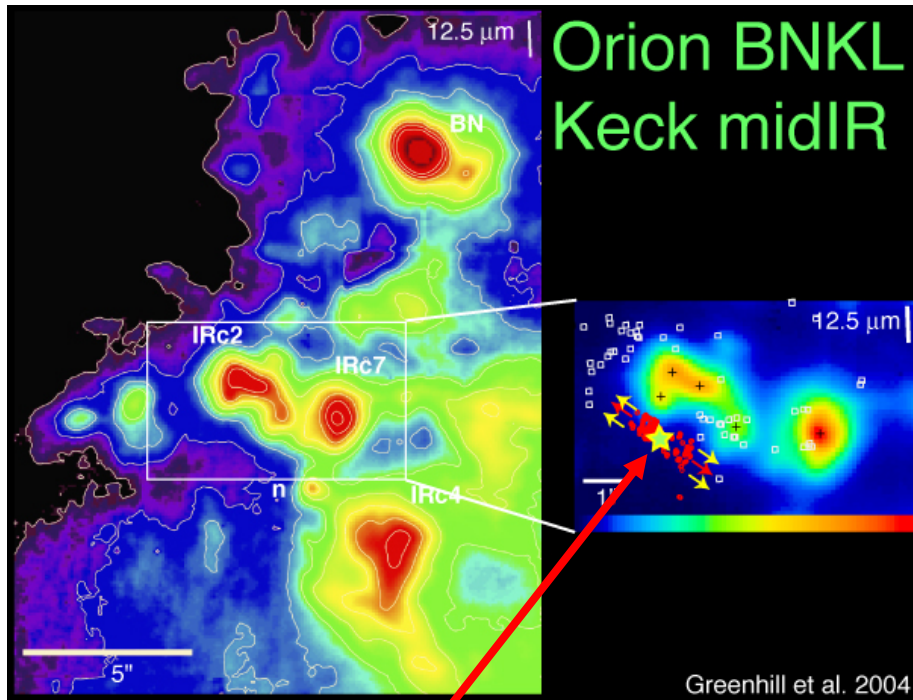 12.5 μm
Orion BNKL
Keck midIR
BN
IRc2
IRc7
12.5 μm
n
IRc4
1"
5"
Greenhill et al. 2004